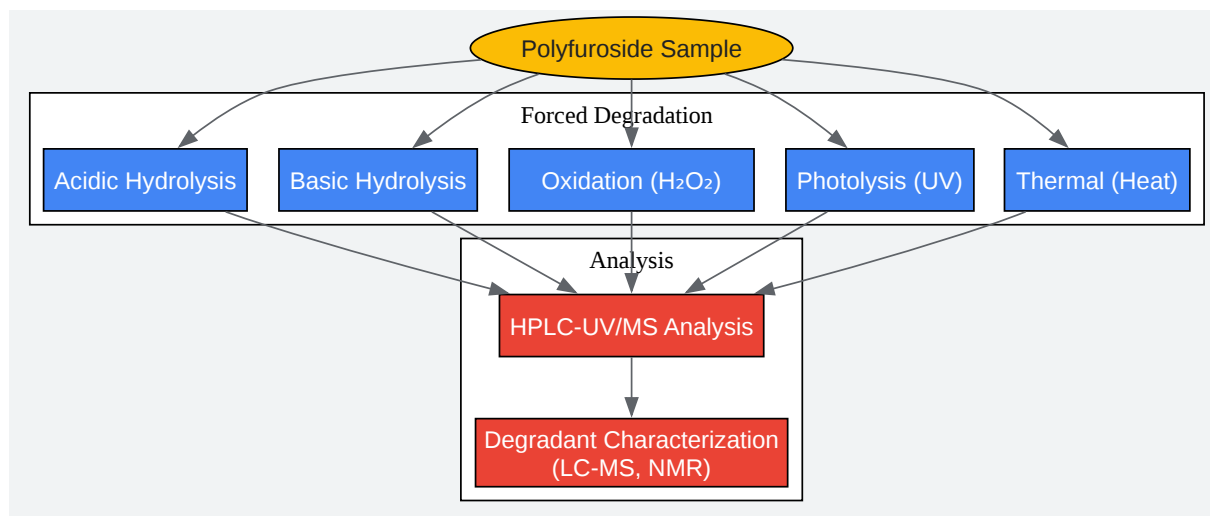 Polyfuroside Sample
Forced Degradation
Acidic Hydrolysis
Basic Hydrolysis
Oxidation (H₂O₂)
Photolysis (UV)
Thermal (Heat)
Analysis
HPLC-UV/MS Analysis
Degradant Characterization
(LC-MS, NMR)